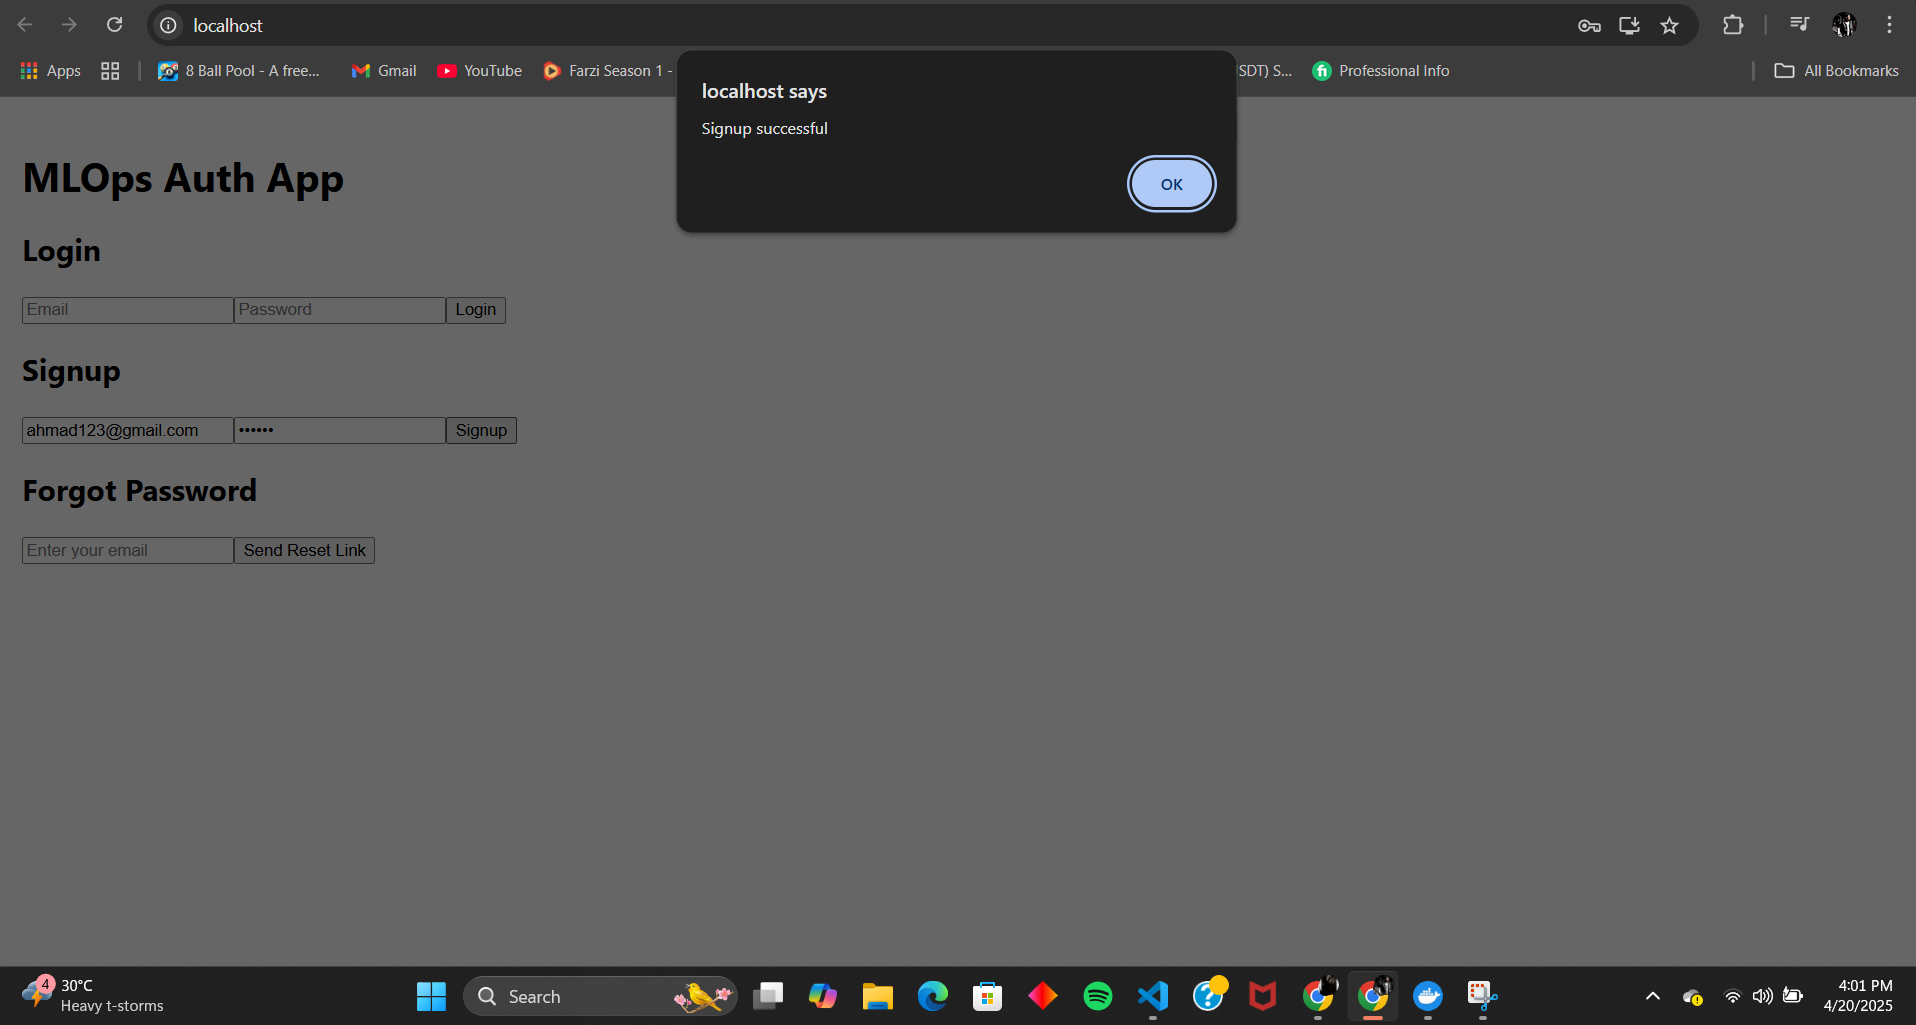 localhost
Apps
8 Ball Pool - A free...
Gmail
YouTube
Farzi Season 1 -
SDT) S...
Professional Info
All Bookmarks
localhost says
Signup successful
OK
MLOps Auth App
Login
Email
Password
Login
Signup
ahmad123@gmail.com
••••••
Signup
Forgot Password
Enter your email
Send Reset Link
4
30°C
Heavy t-storms
Search
4:01 PM
4/20/2025